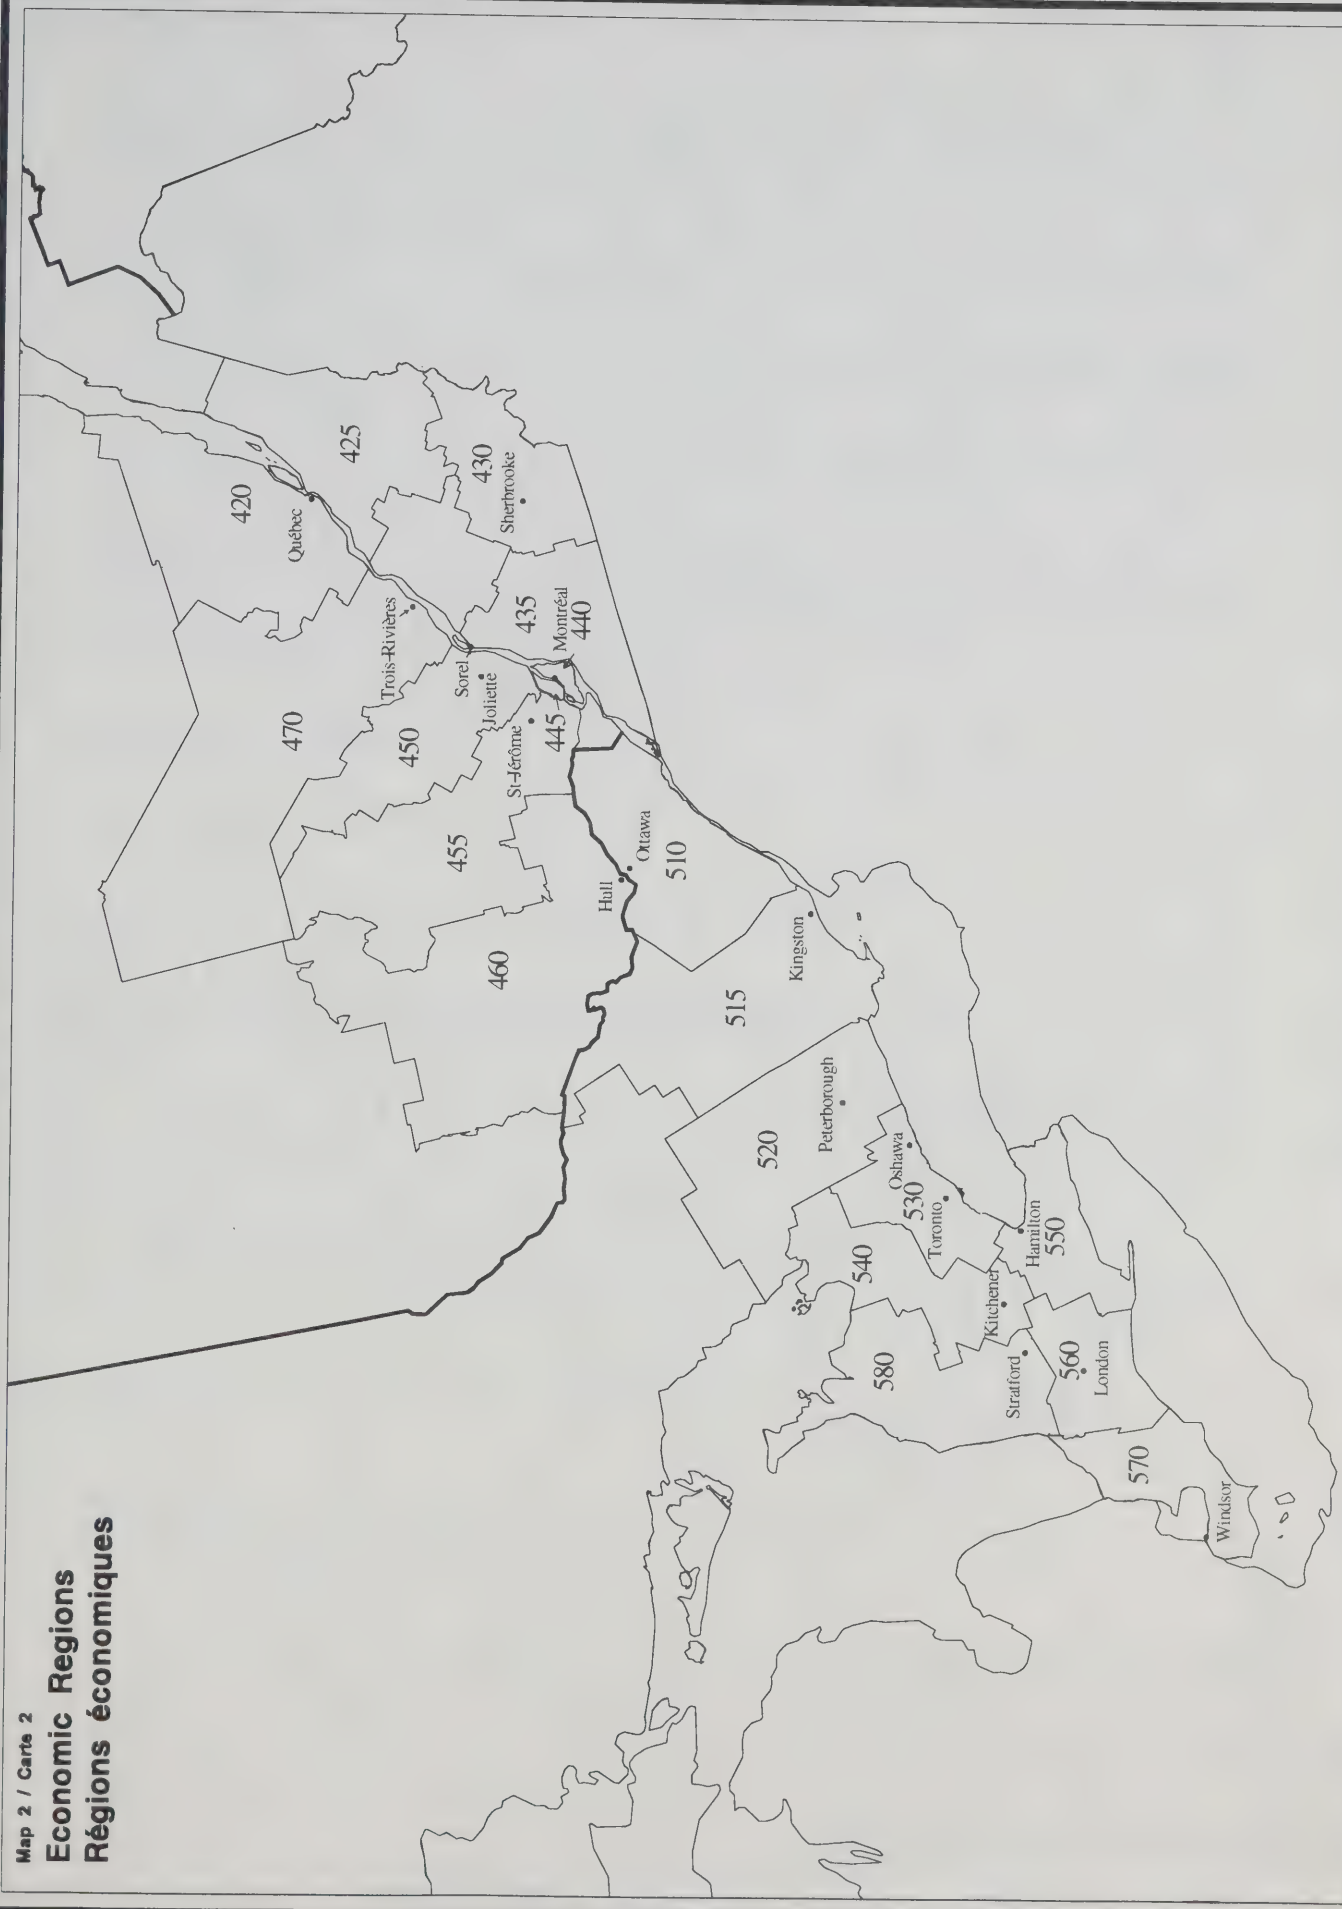 Map 2 / Carte 2
Economic Regions
Régions économiques
420
Québec
425
430
Sherbrooke
470
Trois-Rivières
450
Sorel
Joliette
435
Montréal
440
St-Jérôme
445
455
460
Hull
Ottawa
510
515
Kingston
520
Peterborough
Oshawa
530
Toronto
540
Hamilton
550
Kitchener
580
Stratford
560
London
570
Windsor